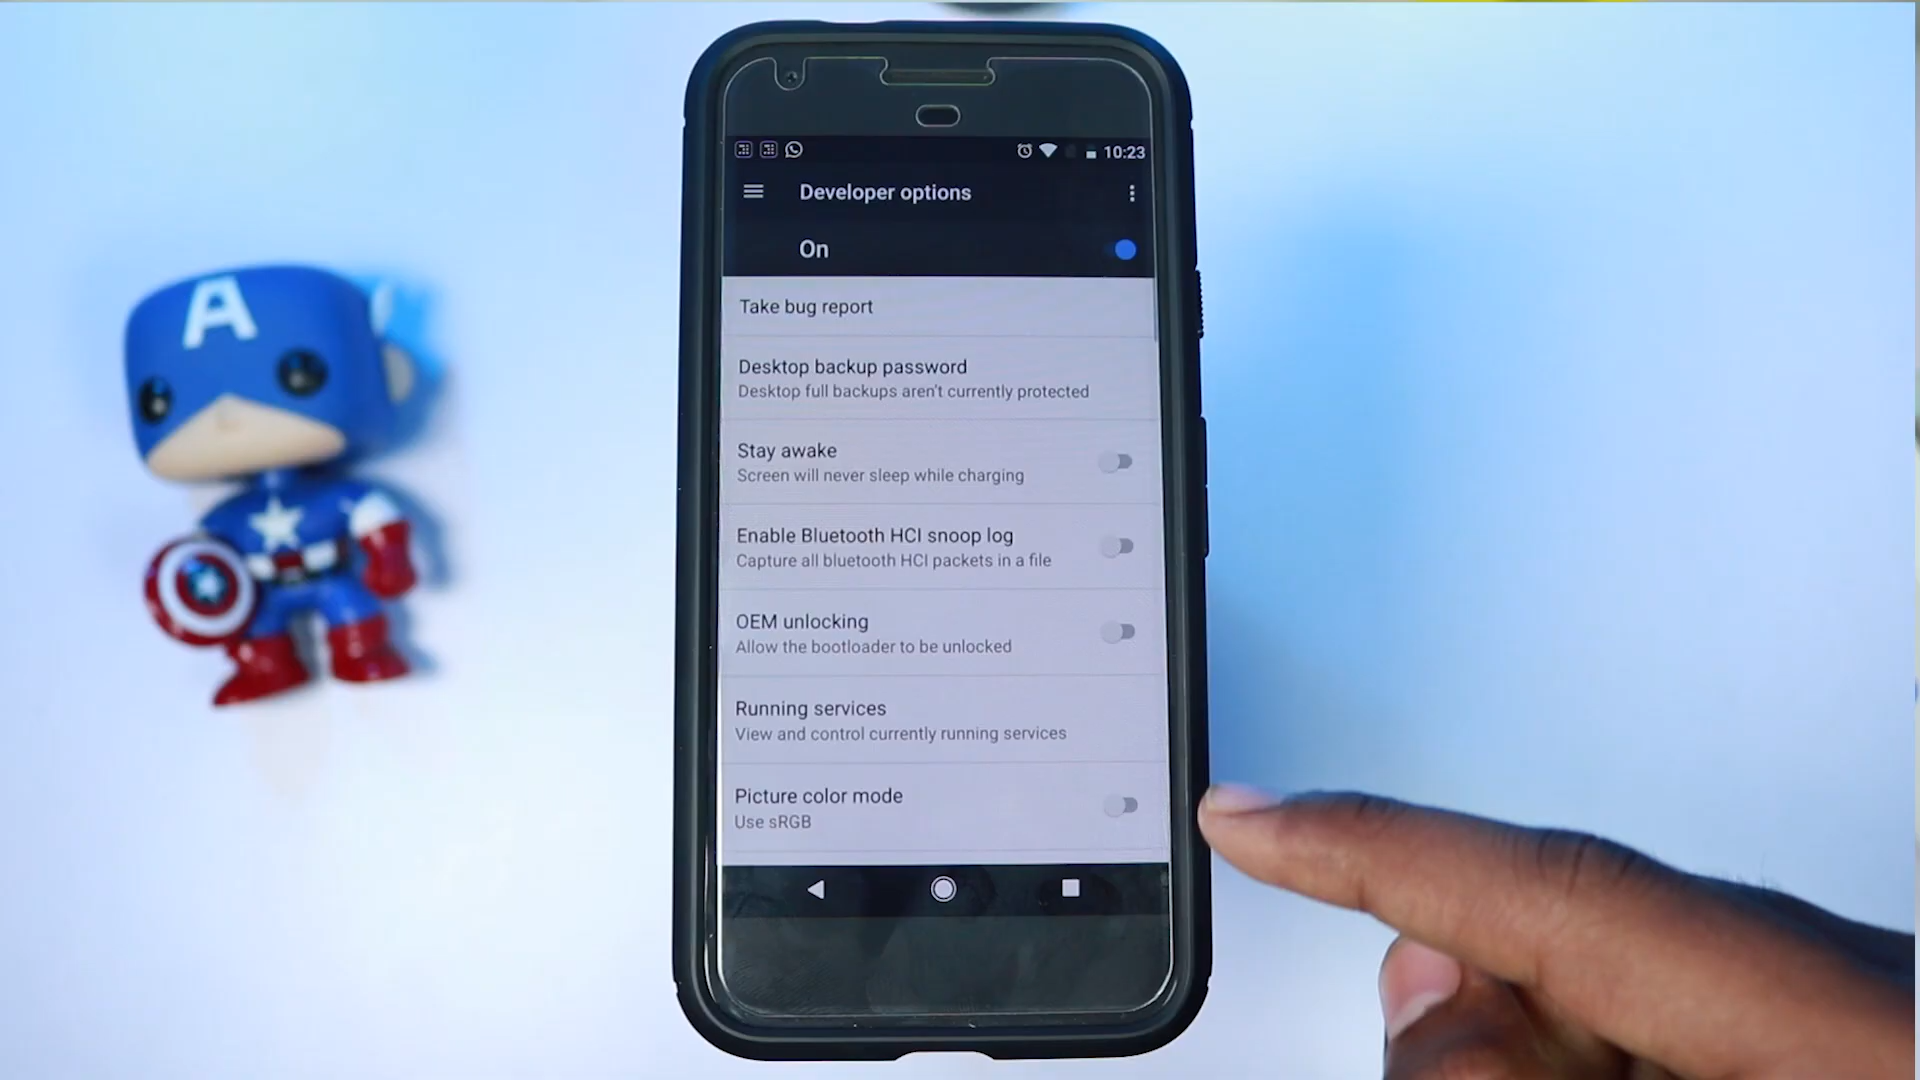 10:23
Developer options
On
Take bug report
Desktop backup password
Desktop full backups aren't currently protected
Stay awake
Screen will never sleep while charging
Enable Bluetooth HCI snoop log
Capture all bluetooth HCI packets in a file
OEM unlocking
Allow the bootloader to be unlocked
Running services
View and control currently running services
Picture color mode
Use sRGB
A